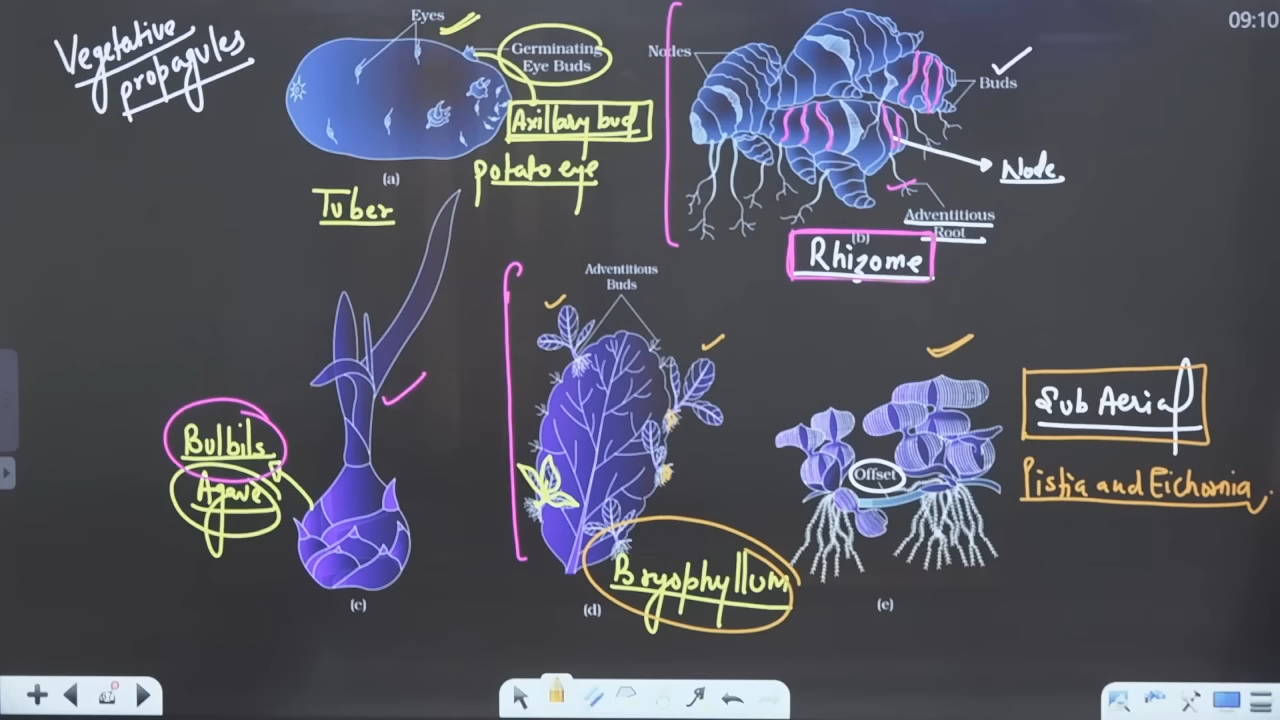 Vegetative
propagules
Eyes
Germinating
Eye Buds
Axillary bud
potato eye
(a)
Tuber
Nodes
Buds
Node
Adventitious
Root
(b)
Rhizome
09:10
Bulbils
Agave
(c)
Adventitious
Buds
Bryophyllum
(d)
Offset
(e)
Sub Aerial
Pistia and Eichornia